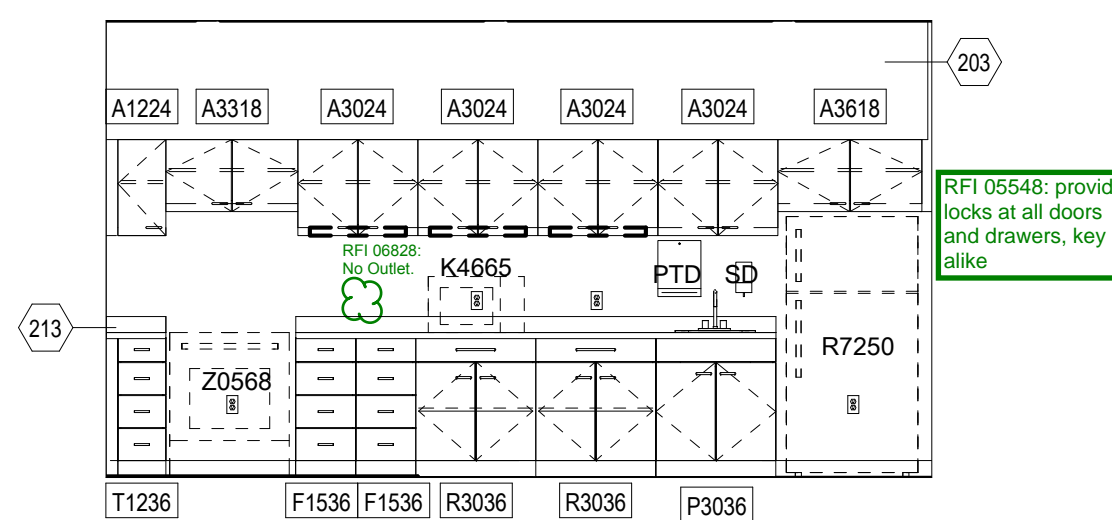 203
A1224
A3318
A3024
A3024
A3024
A3024
A3618
RFI 05548: provid
locks at all doors
and drawers, key
alike
RFI 06828:
No Outlet.
K4665
PTD
SD
213
R7250
Z0568
T1236
F1536
F1536
R3036
R3036
P3036